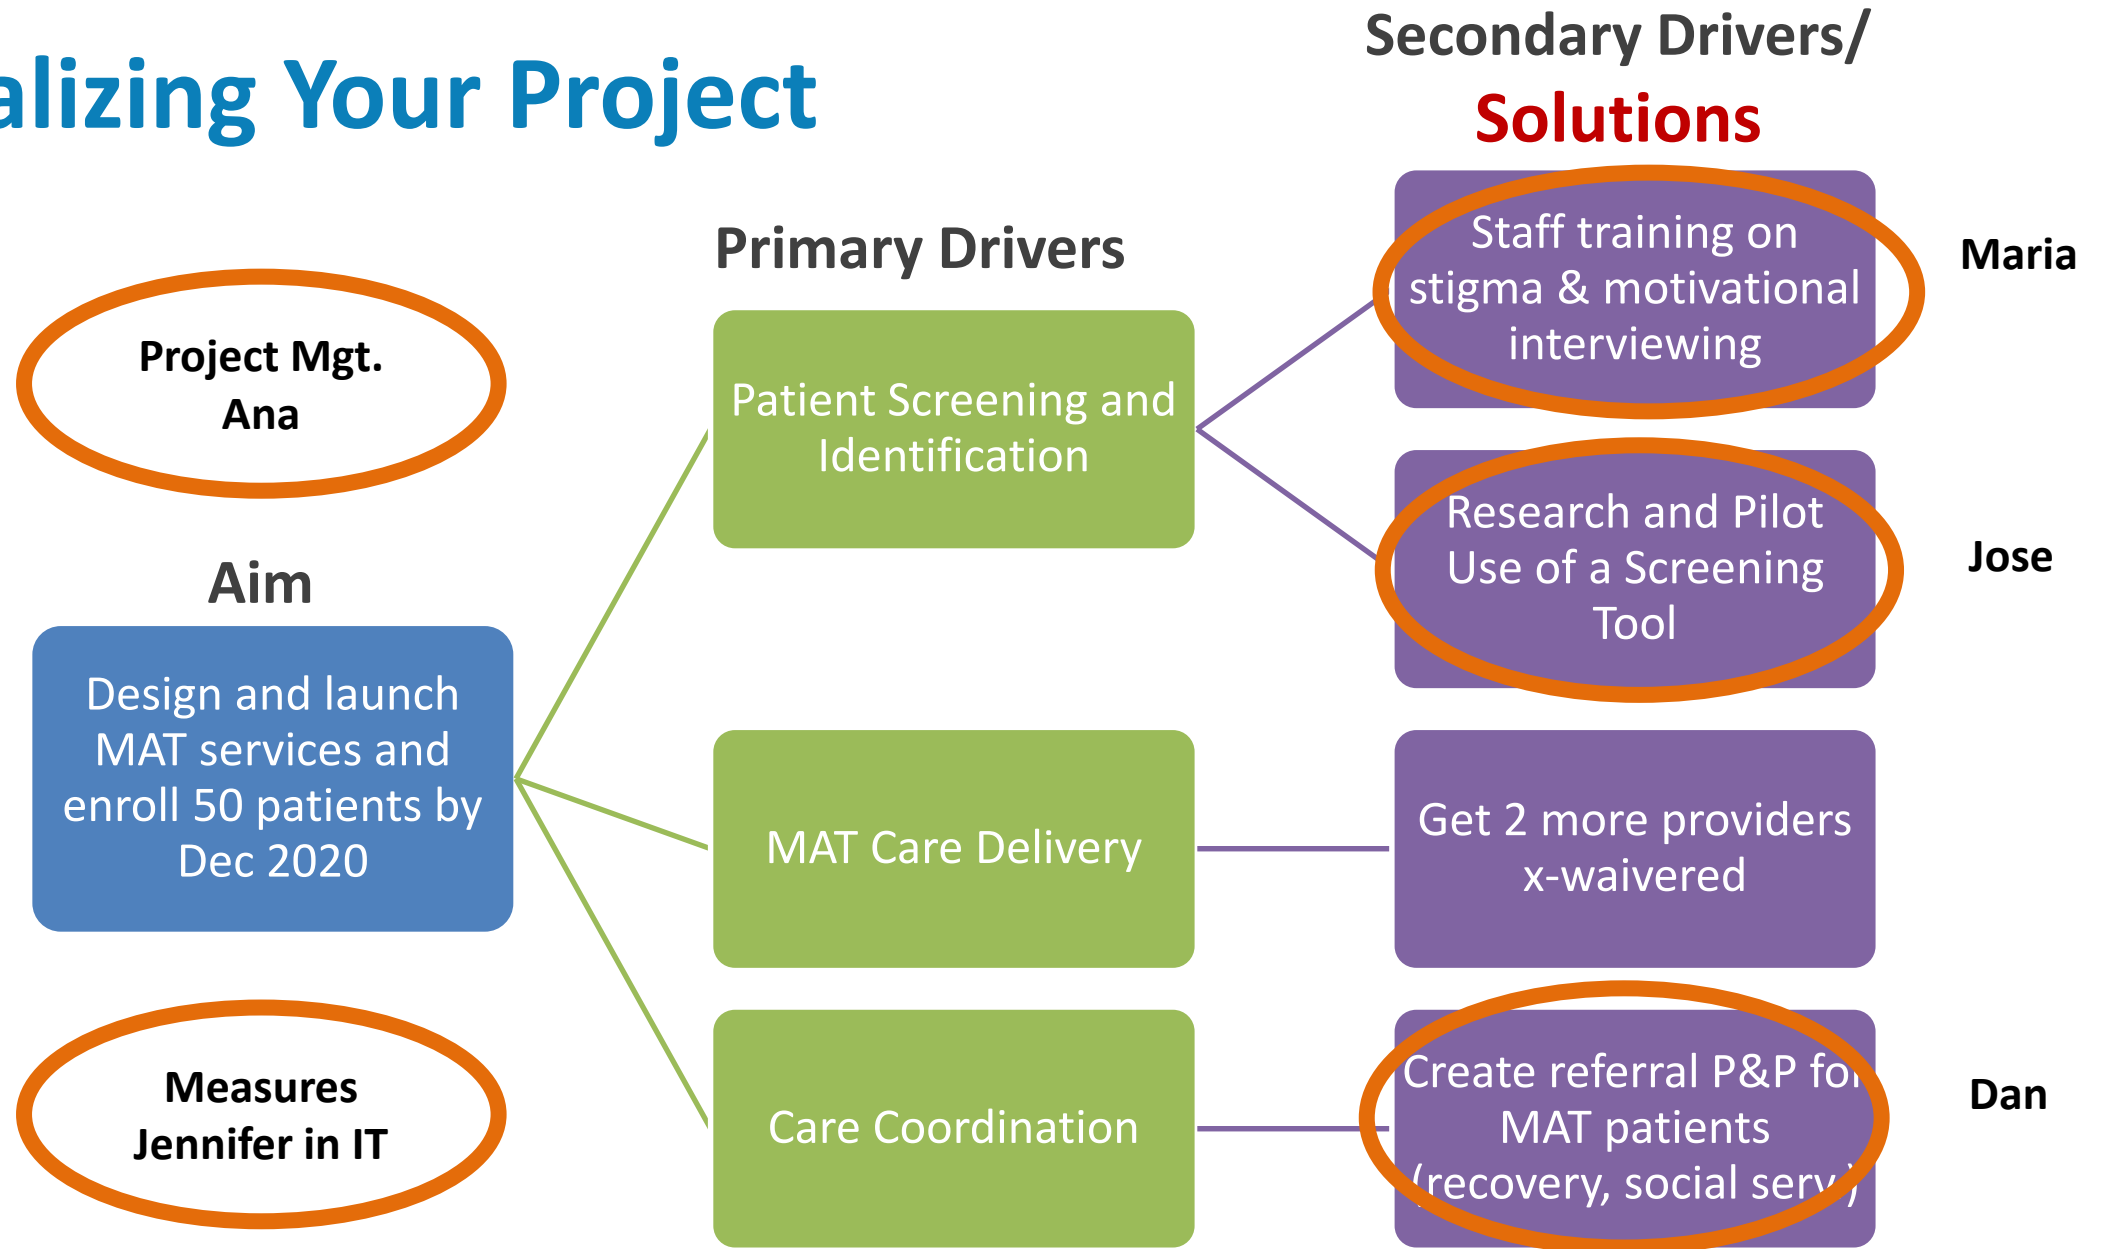 alizing Your Project
Secondary Drivers/
Solutions
Primary Drivers
Project Mgt.
Ana
Aim
Design and launch
MAT services and
enroll 50 patients by
Dec 2020
Measures
Jennifer in IT
Patient Screening and
Identification
MAT Care Delivery
Care Coordination
Staff training on
stigma & motivational
interviewing
Maria
Research and Pilot
Use of a Screening
Tool
Jose
Get 2 more providers
x-waivered
Create referral P&P for
MAT patients
(recovery, social serv.)
Dan